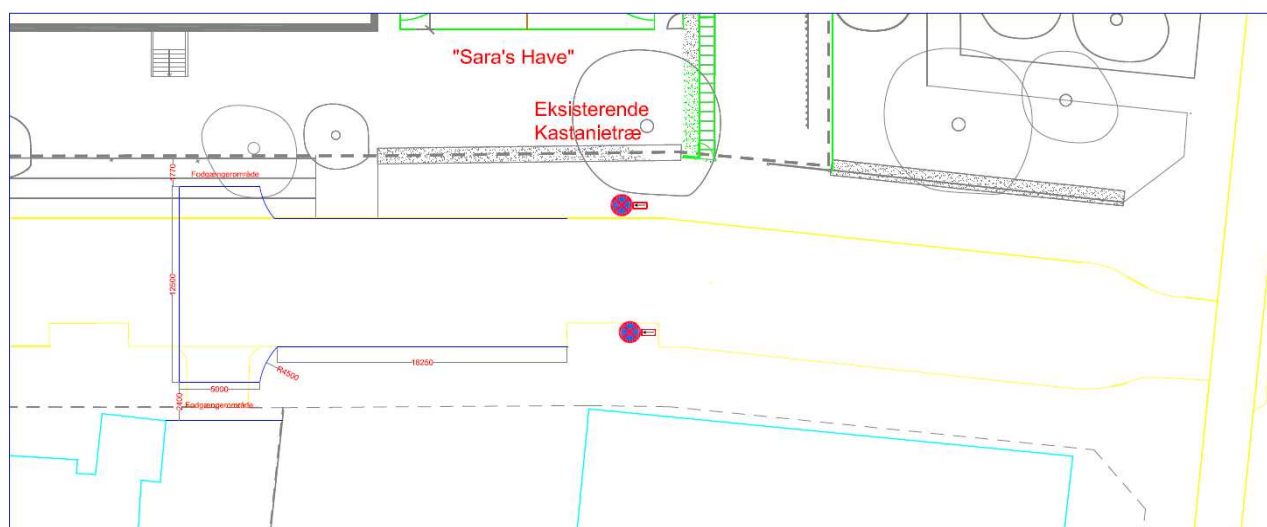 "Sara's Have"
Eksisterende
Kastanietræ
1770
Fodgængerområde
12500
18250
R4500
5000
2400
Fodgængerområde